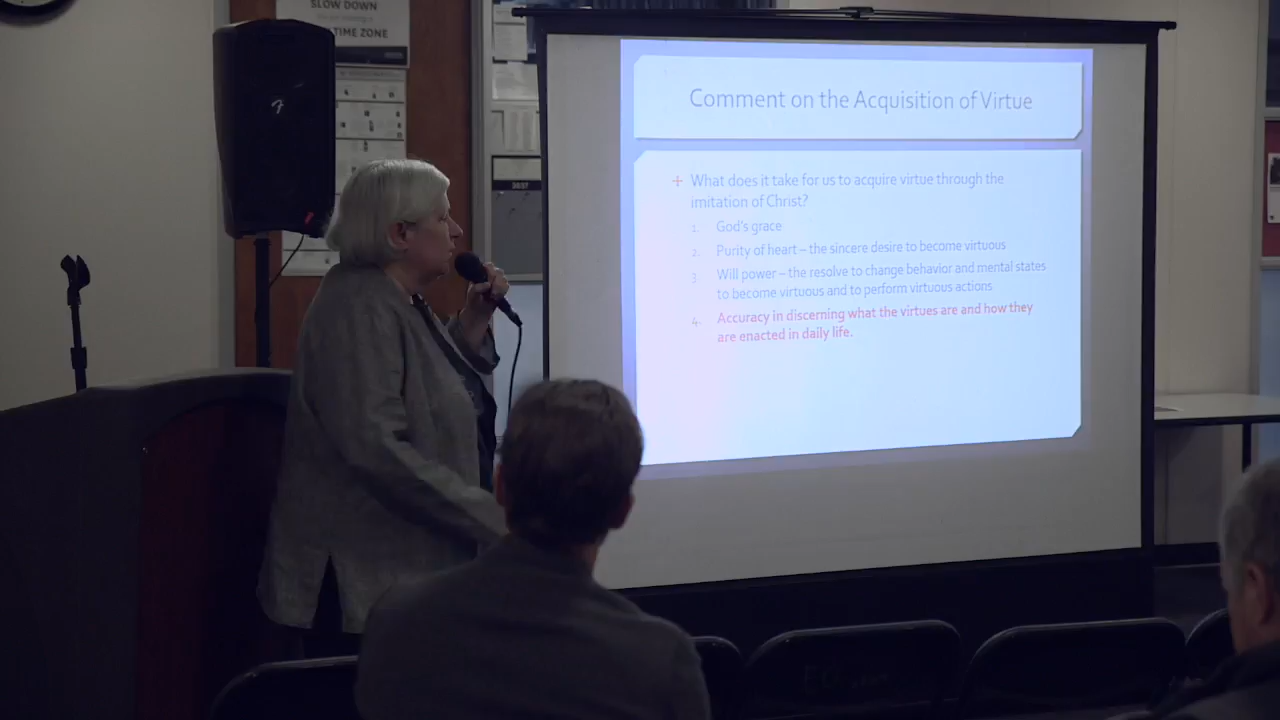 SLOW DOWN
TIME ZONE
Comment on the Acquisition of Virtue
+ What does it take for us to acquire virtue through the
imitation of Christ?
1. God's grace
2. Purity of heart – the sincere desire to become virtuous
3. Will power – the resolve to change behavior and mental states
to become virtuous and to perform virtuous actions
4. Accuracy in discerning what the virtues are and how they
are enacted in daily life.